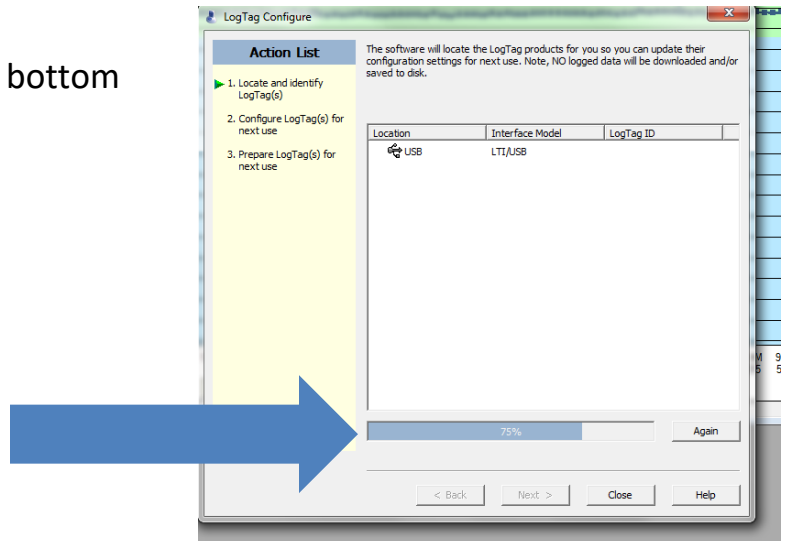 LogTag Configure
bottom
Action List
1. Locate and identify
LogTag(s)
2. Configure LogTag(s) for
next use
3. Prepare LogTag(s) for
next use
The software will locate the LogTag products for you so you can update their
configuration settings for next use. Note, NO logged data will be downloaded and/or
saved to disk.
Location Interface Model LogTag ID
USB LTI/USB
75%
Again
< Back Next > Close Help
M 9
5 5